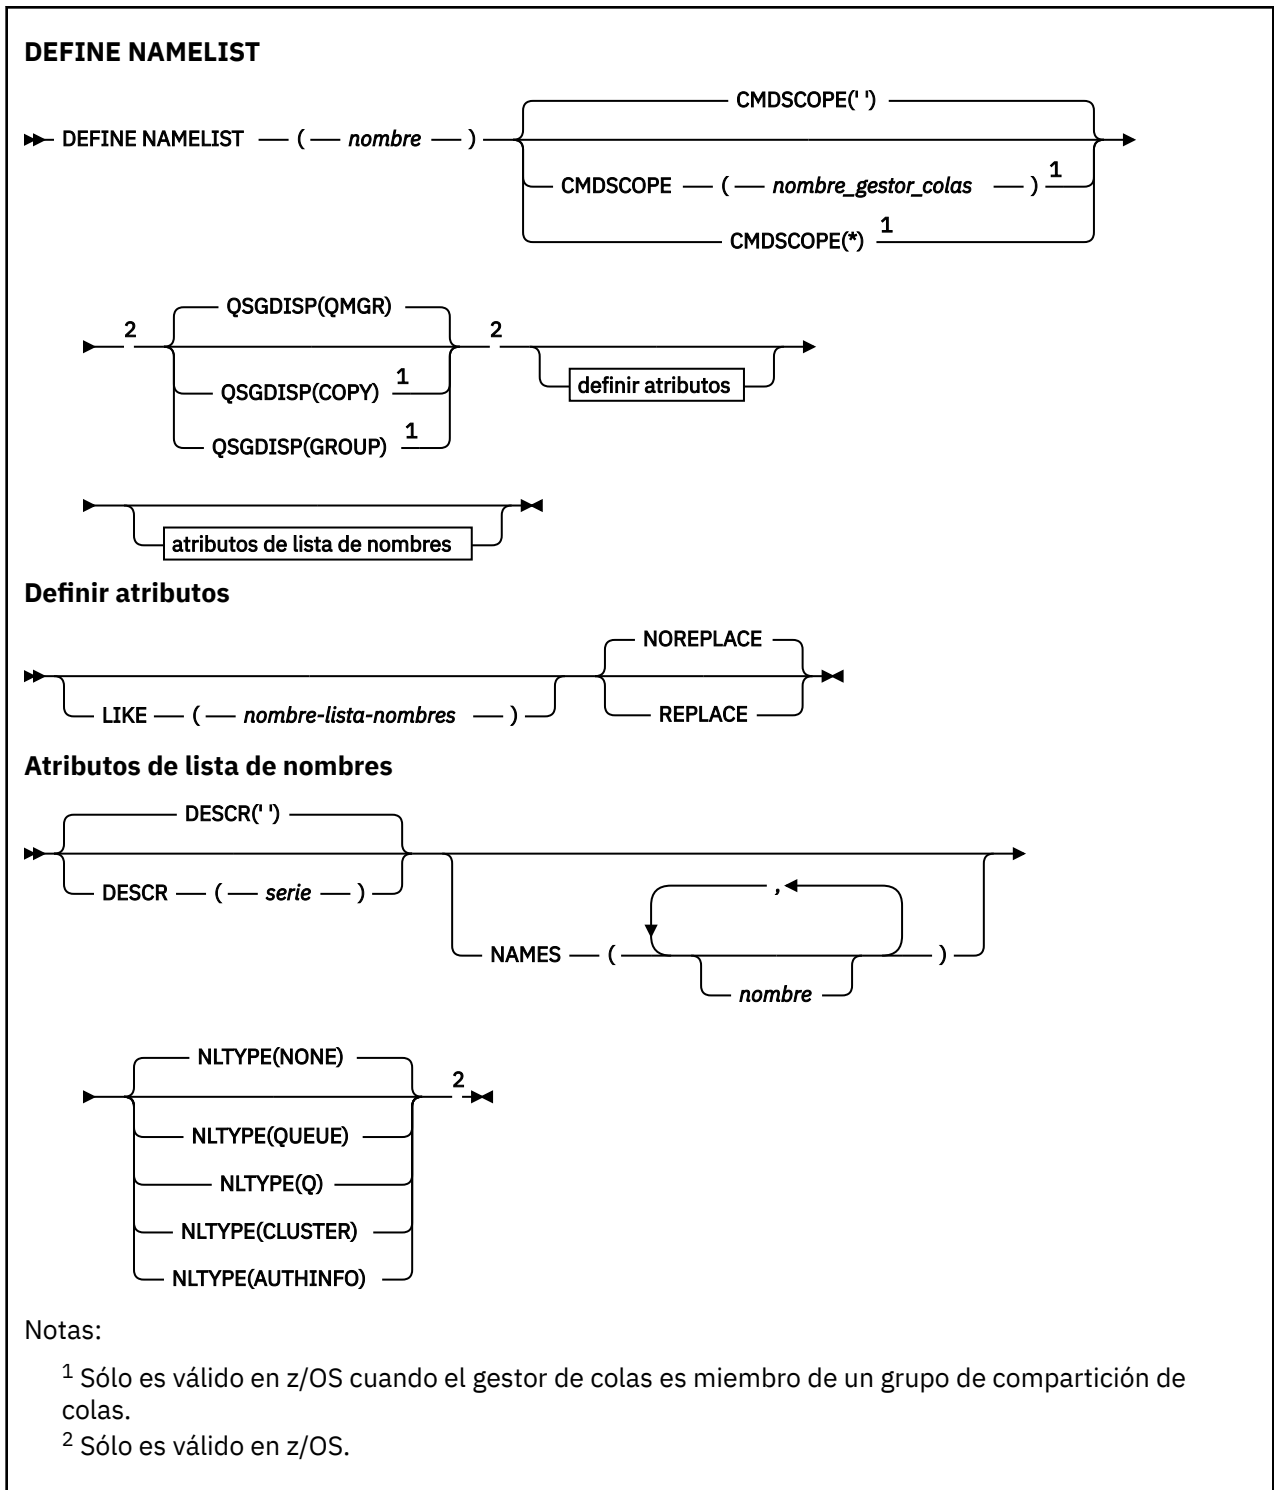 DEFINE NAMELIST
CMDSCOPE(' ')
DEFINE NAMELIST ( nombre )
CMDSCOPE ( nombre_gestor_colas ) 1
CMDSCOPE(*) 1
QSGDISP(QMGR)
2 2
QSGDISP(COPY) 1
definir atributos
QSGDISP(GROUP) 1
atributos de lista de nombres
Definir atributos
NOREPLACE
LIKE ( nombre-lista-nombres )
REPLACE
Atributos de lista de nombres
DESCR(' ')
DESCR ( serie )
,
NAMES ( )
nombre
NLTYPE(NONE)
2
NLTYPE(QUEUE)
NLTYPE(Q)
NLTYPE(CLUSTER)
NLTYPE(AUTHINFO)
Notas:
1 Sólo es válido en z/OS cuando el gestor de colas es miembro de un grupo de compartición de
colas.
2 Sólo es válido en z/OS.